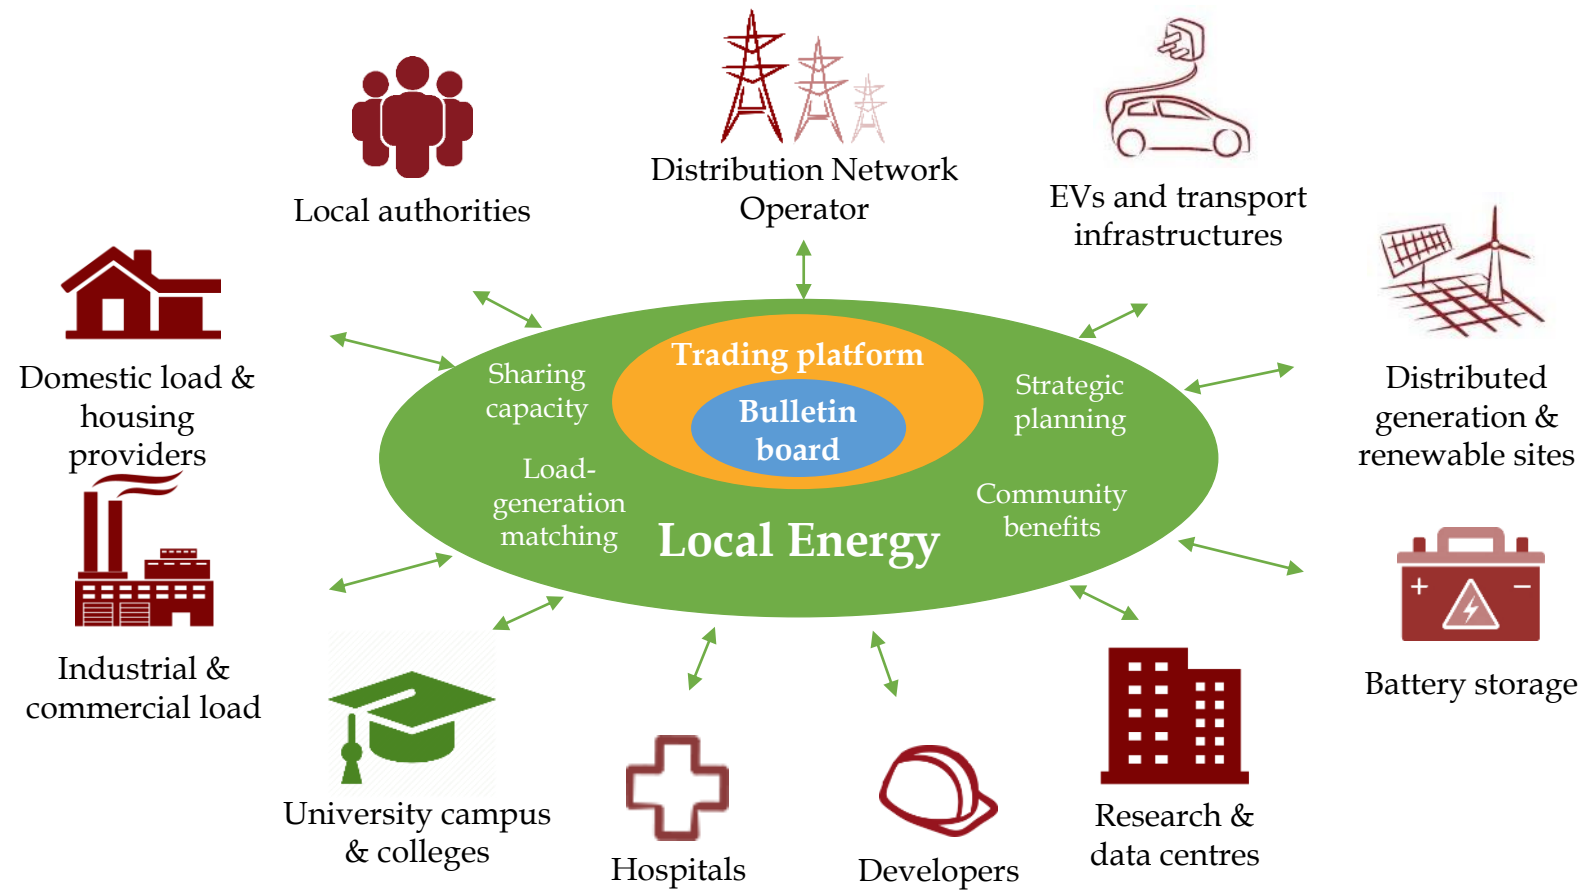 Distribution Network
Operator
Local authorities
EVs and transport
infrastructures
Domestic load &
housing
providers
Distributed
generation &
renewable sites
Trading platform
Bulletin
board
Sharing
capacity
Strategic
planning
Load-
generation
matching
Community
benefits
Local Energy
+
−
Industrial &
commercial load
Battery storage
University campus
& colleges
Hospitals
Developers
Research &
data centres